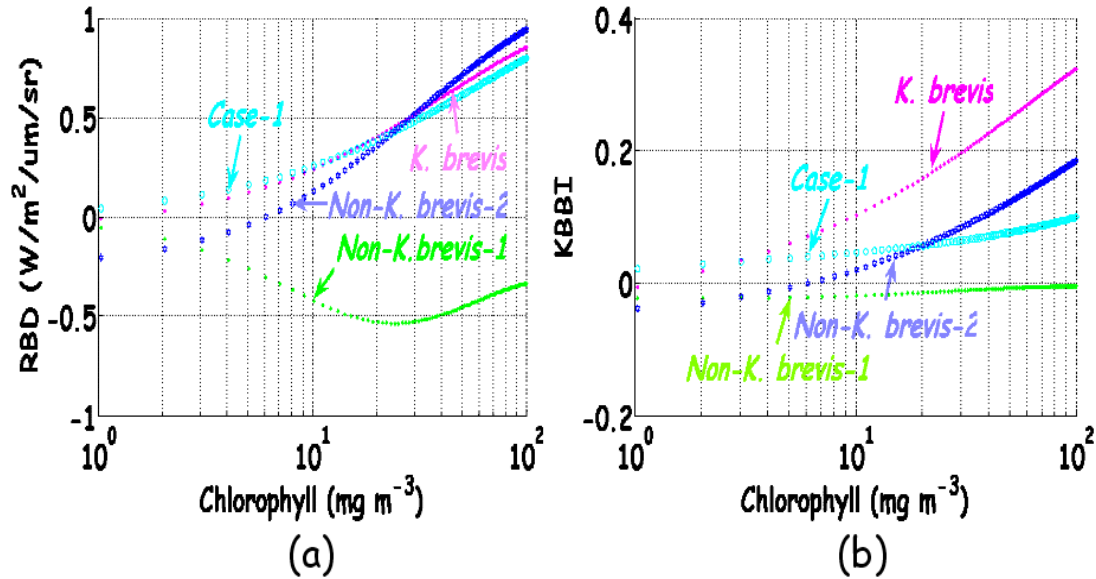 1
0.5
0
-0.5
-1
RBD (W/m²/um/sr)
Case-1
K. brevis
Non-K. brevis-2
Non-K.brevis-1
10⁰
10¹
10²
Chlorophyll (mg m⁻³)
(a)
0.4
0.2
0
-0.2
KBBI
K. brevis
Case-1
Non-K. brevis-2
Non-K. brevis-1
10⁰
10¹
10²
Chlorophyll (mg m⁻³)
(b)